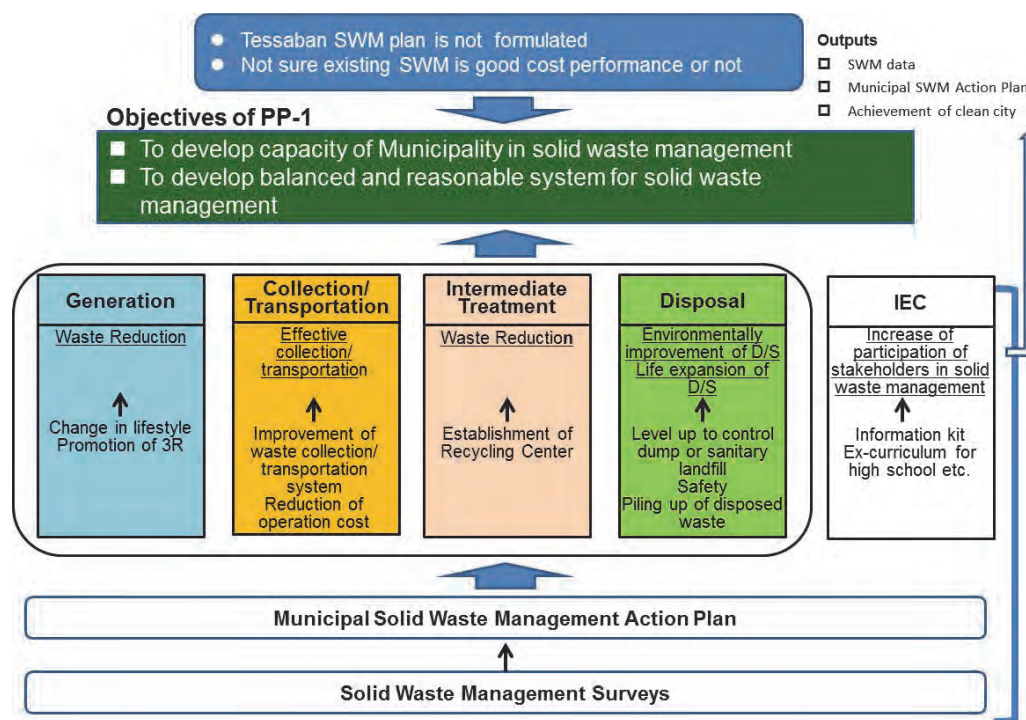 Tessaban SWM plan is not formulated
Not sure existing SWM is good cost performance or not
Outputs
SWM data
Municipal SWM Action Plan
Achievement of clean city
Objectives of PP-1
To develop capacity of Municipality in solid waste management
To develop balanced and reasonable system for solid waste
management
Generation
Waste Reduction
Change in lifestyle
Promotion of 3R
Collection/
Transportation
Effective
collection/
transportation
Improvement of
waste collection/
transportation
system
Reduction of
operation cost
Intermediate
Treatment
Waste Reduction
Establishment of
Recycling Center
Disposal
Environmentally
improvement of D/S
Life expansion of
D/S
Level up to control
dump or sanitary
landfill
Safety
Piling up of disposed
waste
IEC
Increase of
participation of
stakeholders in solid
waste management
Information kit
Ex-curriculum for
high school etc.
Municipal Solid Waste Management Action Plan
Solid Waste Management Surveys